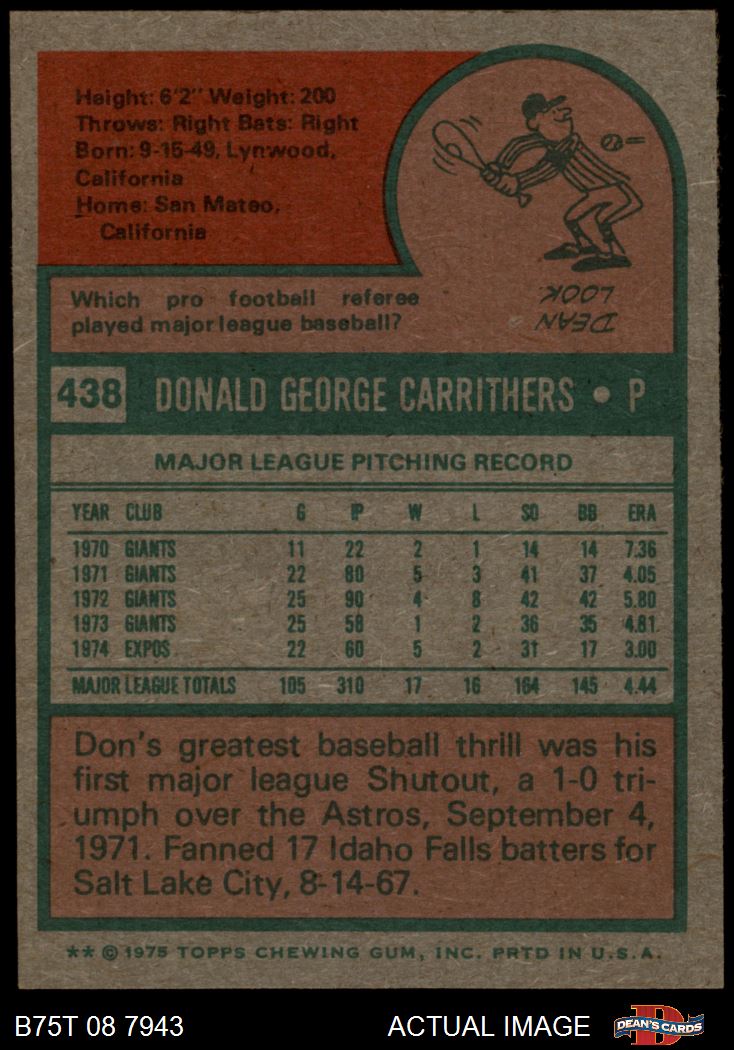 Height: 6'2" Weight: 200
Throws: Right Bats: Right
Born: 9-15-49, Lynwood,
California
Home: San Mateo,
California
Which pro football referee
played major league baseball?
DEAN
LOOK
438 DONALD GEORGE CARRITHERS • P
MAJOR LEAGUE PITCHING RECORD
YEAR CLUB G IP W L SO BB ERA
1970 GIANTS 11 22 2 1 14 14 7.36
1971 GIANTS 22 80 5 3 41 37 4.05
1972 GIANTS 25 90 4 8 42 42 5.80
1973 GIANTS 25 58 1 2 36 35 4.81
1974 EXPOS 22 60 5 2 31 17 3.00
MAJOR LEAGUE TOTALS 105 310 17 16 164 145 4.44
Don's greatest baseball thrill was his
first major league Shutout, a 1-0 tri-
umph over the Astros, September 4,
1971. Fanned 17 Idaho Falls batters for
Salt Lake City, 8-14-67.
** © 1975 TOPPS CHEWING GUM, INC. PRTD IN U.S.A.
B75T 08 7943 ACTUAL IMAGE DEAN'S CARDS